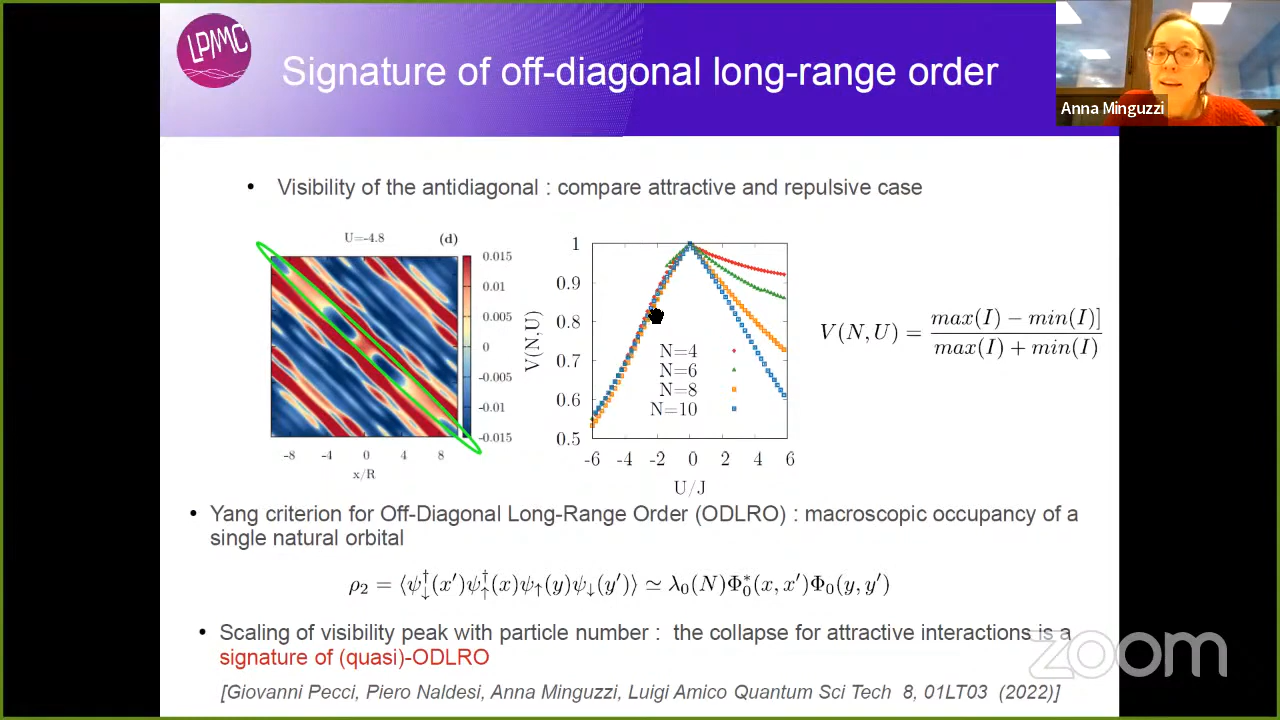 LPMMC
Signature of off-diagonal long-range order
Anna Minguzzi
• Visibility of the antidiagonal : compare attractive and repulsive case
U=-4.8 (d)
0.015
0.01
0.005
0
-0.005
-0.01
-0.015
-8 -4 0 4 8
x/R
V(N,U)
1
0.9
0.8
0.7
0.6
0.5
N=4
N=6
N=8
N=10
-6 -4 -2 0 2 4 6
U/J
V(N, U) = max(I) − min(I)] / max(I) + min(I)
• Yang criterion for Off-Diagonal Long-Range Order (ODLRO) : macroscopic occupancy of a
single natural orbital
ρ₂ = ⟨ψ↓†(x′)ψ↑†(x)ψ↑(y)ψ↓(y′)⟩ ≃ λ₀(N)Φ₀*(x, x′)Φ₀(y, y′)
• Scaling of visibility peak with particle number : the collapse for attractive interactions is a
signature of (quasi)-ODLRO
zoom
[Giovanni Pecci, Piero Naldesi, Anna Minguzzi, Luigi Amico Quantum Sci Tech 8, 01LT03 (2022)]